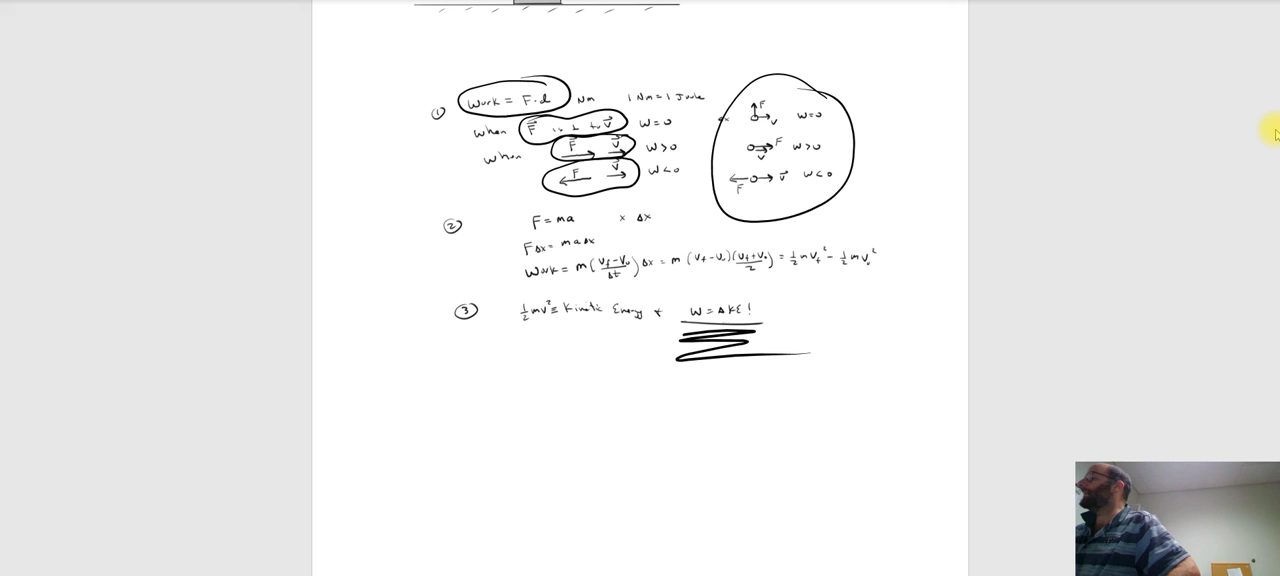 ① Work = F·d Nm 1 Nm = 1 Joule
when F⃗ is ⊥ to v⃗ W=0
when F⃗ v⃗ W>0
F v⃗ W<0
F v W=0
F v W>0
F v⃗ W<0
② F = ma x Δx
FΔx = maΔx
Work = m(vf-vo/Δt)Δx = m(vf-vo)(vf+vo/2) = 1/2mvf² - 1/2mvo²
③ 1/2mv² ≡ Kinetic Energy + W = ΔKE!